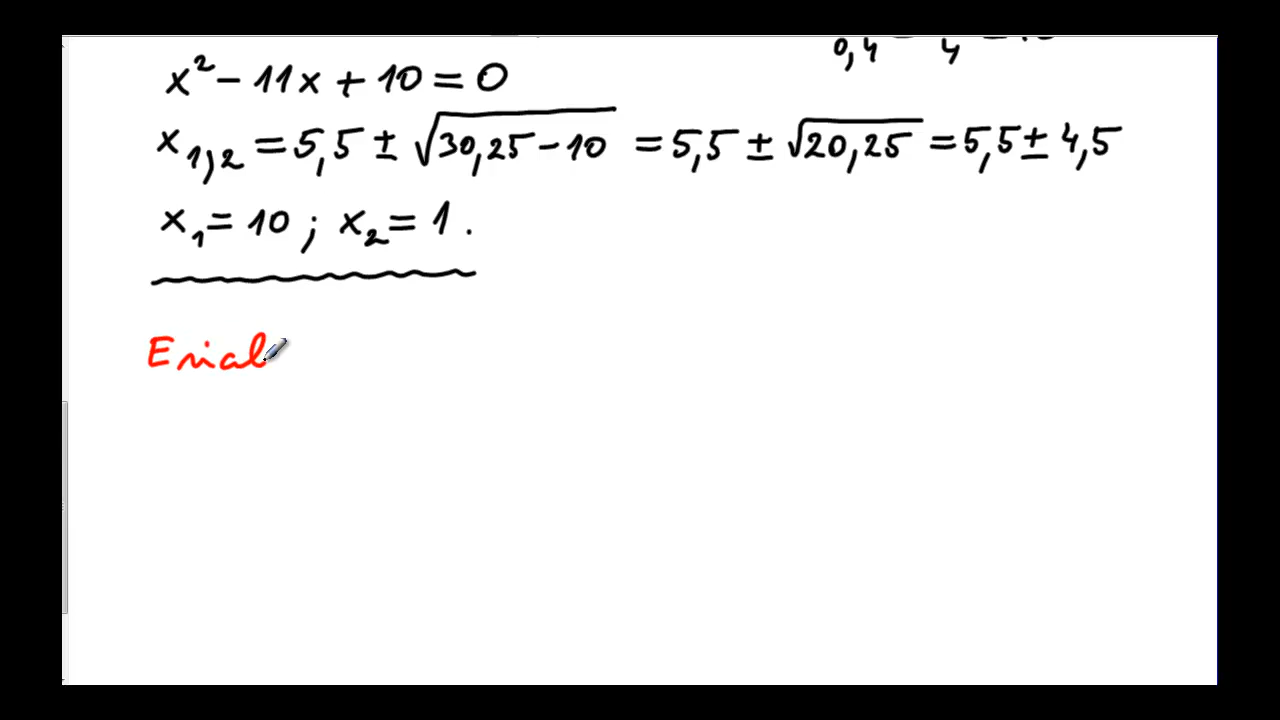 x² − 11x + 10 = 0
x₁,₂ = 5,5 ± √30,25 − 10 = 5,5 ± √20,25 = 5,5 ± 4,5
x₁ = 10 ; x₂ = 1 .
Erial